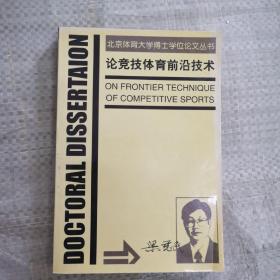 北京体育大学博士学位论文丛书
论竞技体育前沿技术
ON FRONTIER TECHNIQUE
OF COMPETITIVE SPORTS
DOCTORAL DISSERTAION